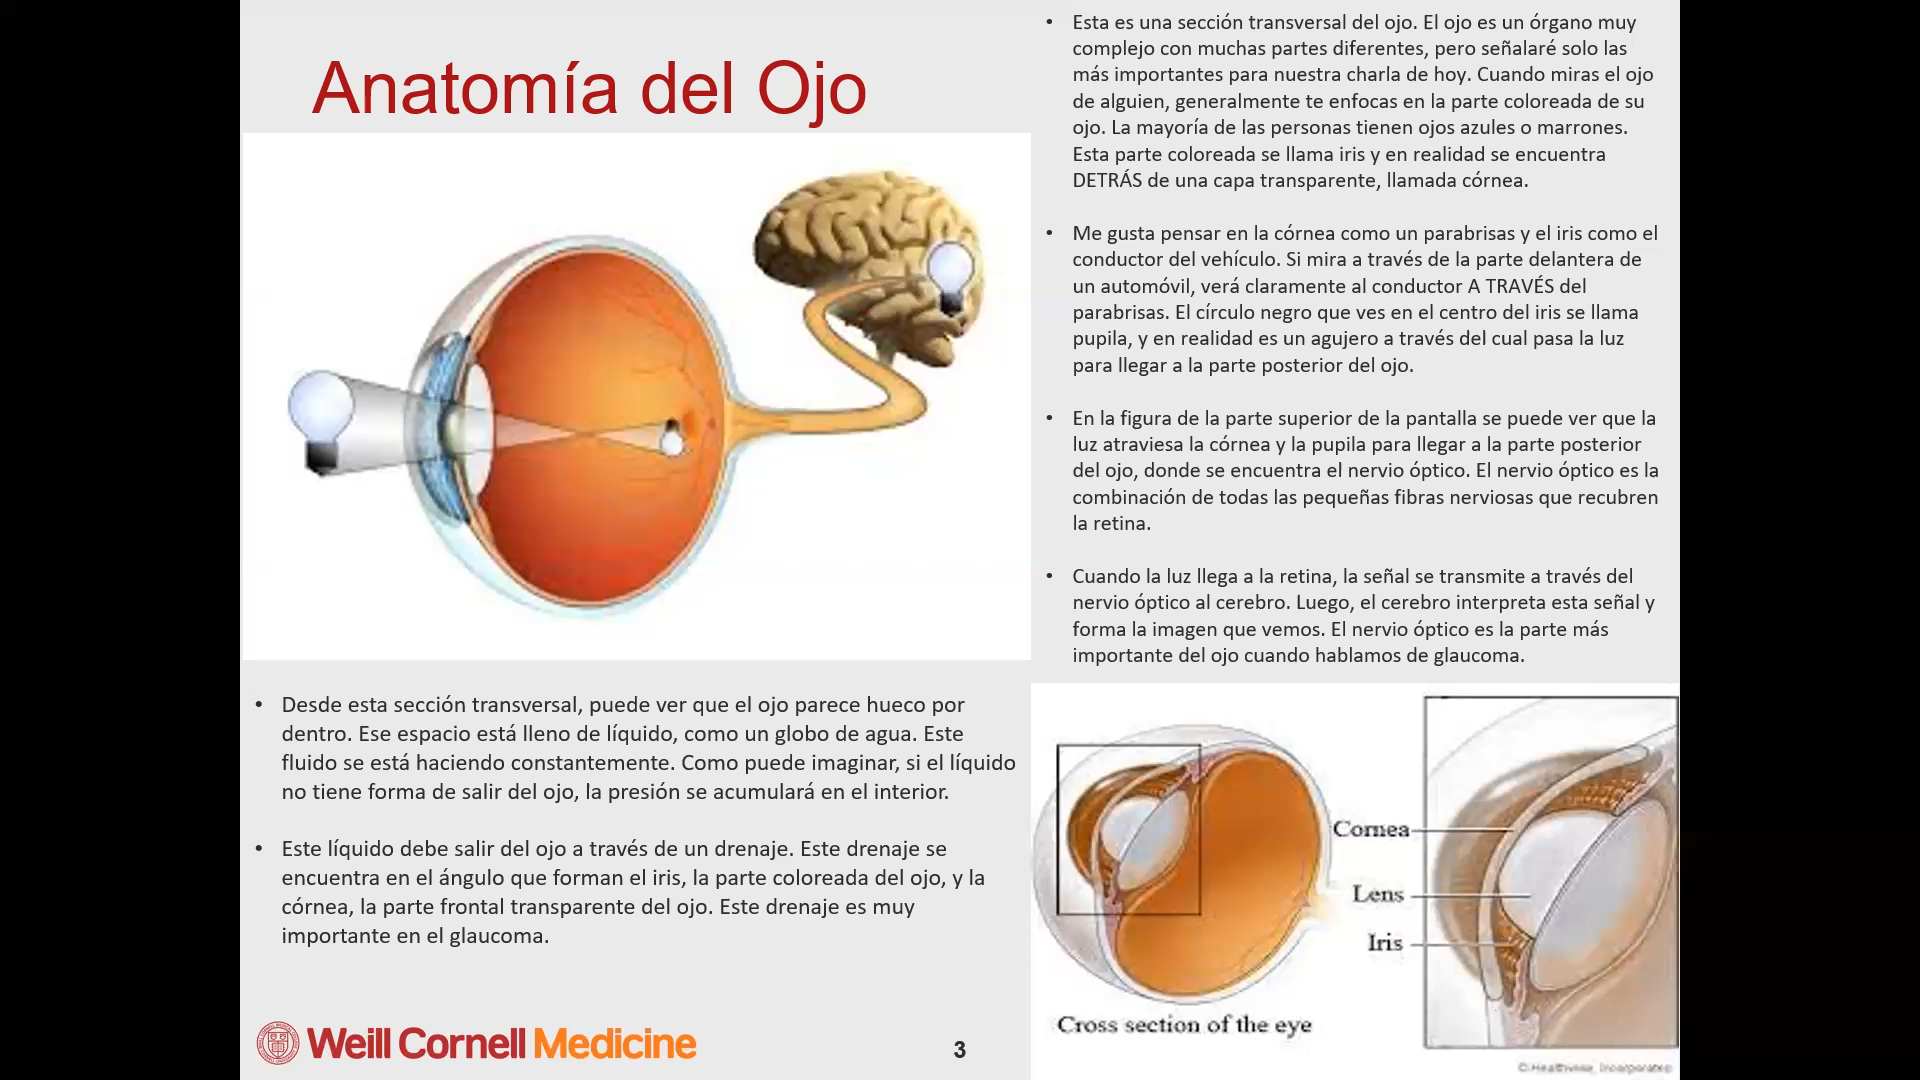 Anatomía del Ojo
• Esta es una sección transversal del ojo. El ojo es un órgano muy
complejo con muchas partes diferentes, pero señalaré solo las
más importantes para nuestra charla de hoy. Cuando miras el ojo
de alguien, generalmente te enfocas en la parte coloreada de su
ojo. La mayoría de las personas tienen ojos azules o marrones.
Esta parte coloreada se llama iris y en realidad se encuentra
DETRÁS de una capa transparente, llamada córnea.
• Me gusta pensar en la córnea como un parabrisas y el iris como el
conductor del vehículo. Si mira a través de la parte delantera de
un automóvil, verá claramente al conductor A TRAVÉS del
parabrisas. El círculo negro que ves en el centro del iris se llama
pupila, y en realidad es un agujero a través del cual pasa la luz
para llegar a la parte posterior del ojo.
• En la figura de la parte superior de la pantalla se puede ver que la
luz atraviesa la córnea y la pupila para llegar a la parte posterior
del ojo, donde se encuentra el nervio óptico. El nervio óptico es la
combinación de todas las pequeñas fibras nerviosas que recubren
la retina.
• Cuando la luz llega a la retina, la señal se transmite a través del
nervio óptico al cerebro. Luego, el cerebro interpreta esta señal y
forma la imagen que vemos. El nervio óptico es la parte más
importante del ojo cuando hablamos de glaucoma.
• Desde esta sección transversal, puede ver que el ojo parece hueco por
dentro. Ese espacio está lleno de líquido, como un globo de agua. Este
fluido se está haciendo constantemente. Como puede imaginar, si el líquido
no tiene forma de salir del ojo, la presión se acumulará en el interior.
• Este líquido debe salir del ojo a través de un drenaje. Este drenaje se
encuentra en el ángulo que forman el iris, la parte coloreada del ojo, y la
córnea, la parte frontal transparente del ojo. Este drenaje es muy
importante en el glaucoma.
Cornea
Lens
Iris
Cross section of the eye
© Healthwise, Incorporated
Weill Cornell Medicine
3